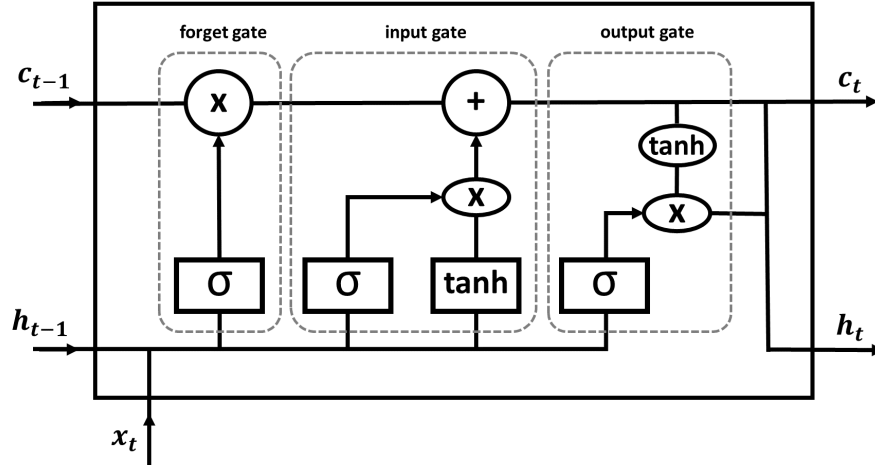 forget gate
input gate
output gate
c_{t−1}
x
+
c_t
tanh
x
x
σ
σ
tanh
σ
h_{t−1}
h_t
x_t